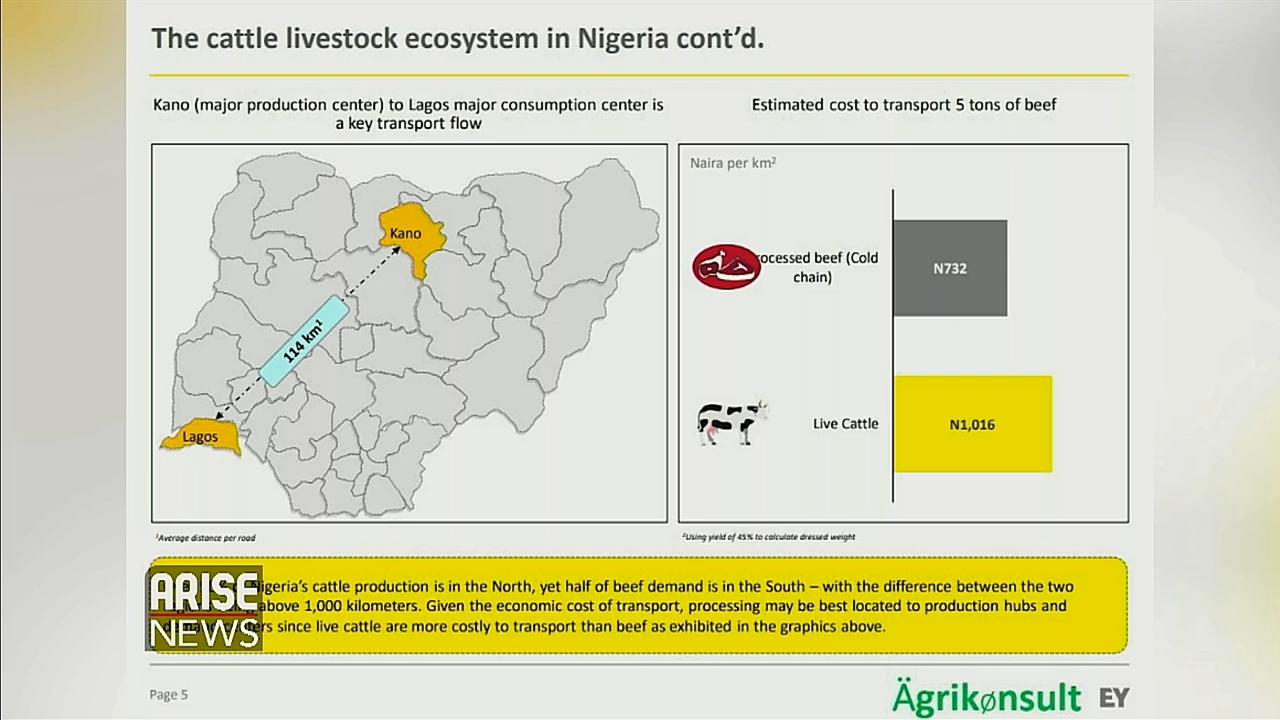 The cattle livestock ecosystem in Nigeria cont'd.
Kano (major production center) to Lagos major consumption center is
a key transport flow
Kano
114 km¹
Lagos
¹Average distance per road
Estimated cost to transport 5 tons of beef
Naira per km²
rocessed beef (Cold
chain)
N732
Live Cattle
N1,016
²Using yield of 45% to calculate dressed weight
Nigeria's cattle production is in the North, yet half of beef demand is in the South – with the difference between the two
above 1,000 kilometers. Given the economic cost of transport, processing may be best located to production hubs and
since live cattle are more costly to transport than beef as exhibited in the graphics above.
ARISE
NEWS
Page 5
Ägrikønsult EY